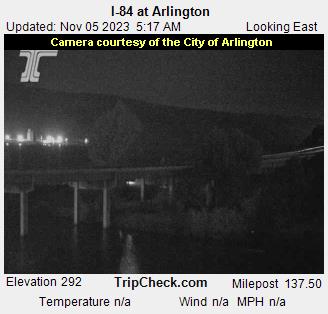 I-84 at Arlington
Updated: Nov 05 2023 5:17 AM Looking East
Camera courtesy of the City of Arlington
Elevation 292 TripCheck.com Milepost 137.50
Temperature n/a Wind n/a MPH n/a